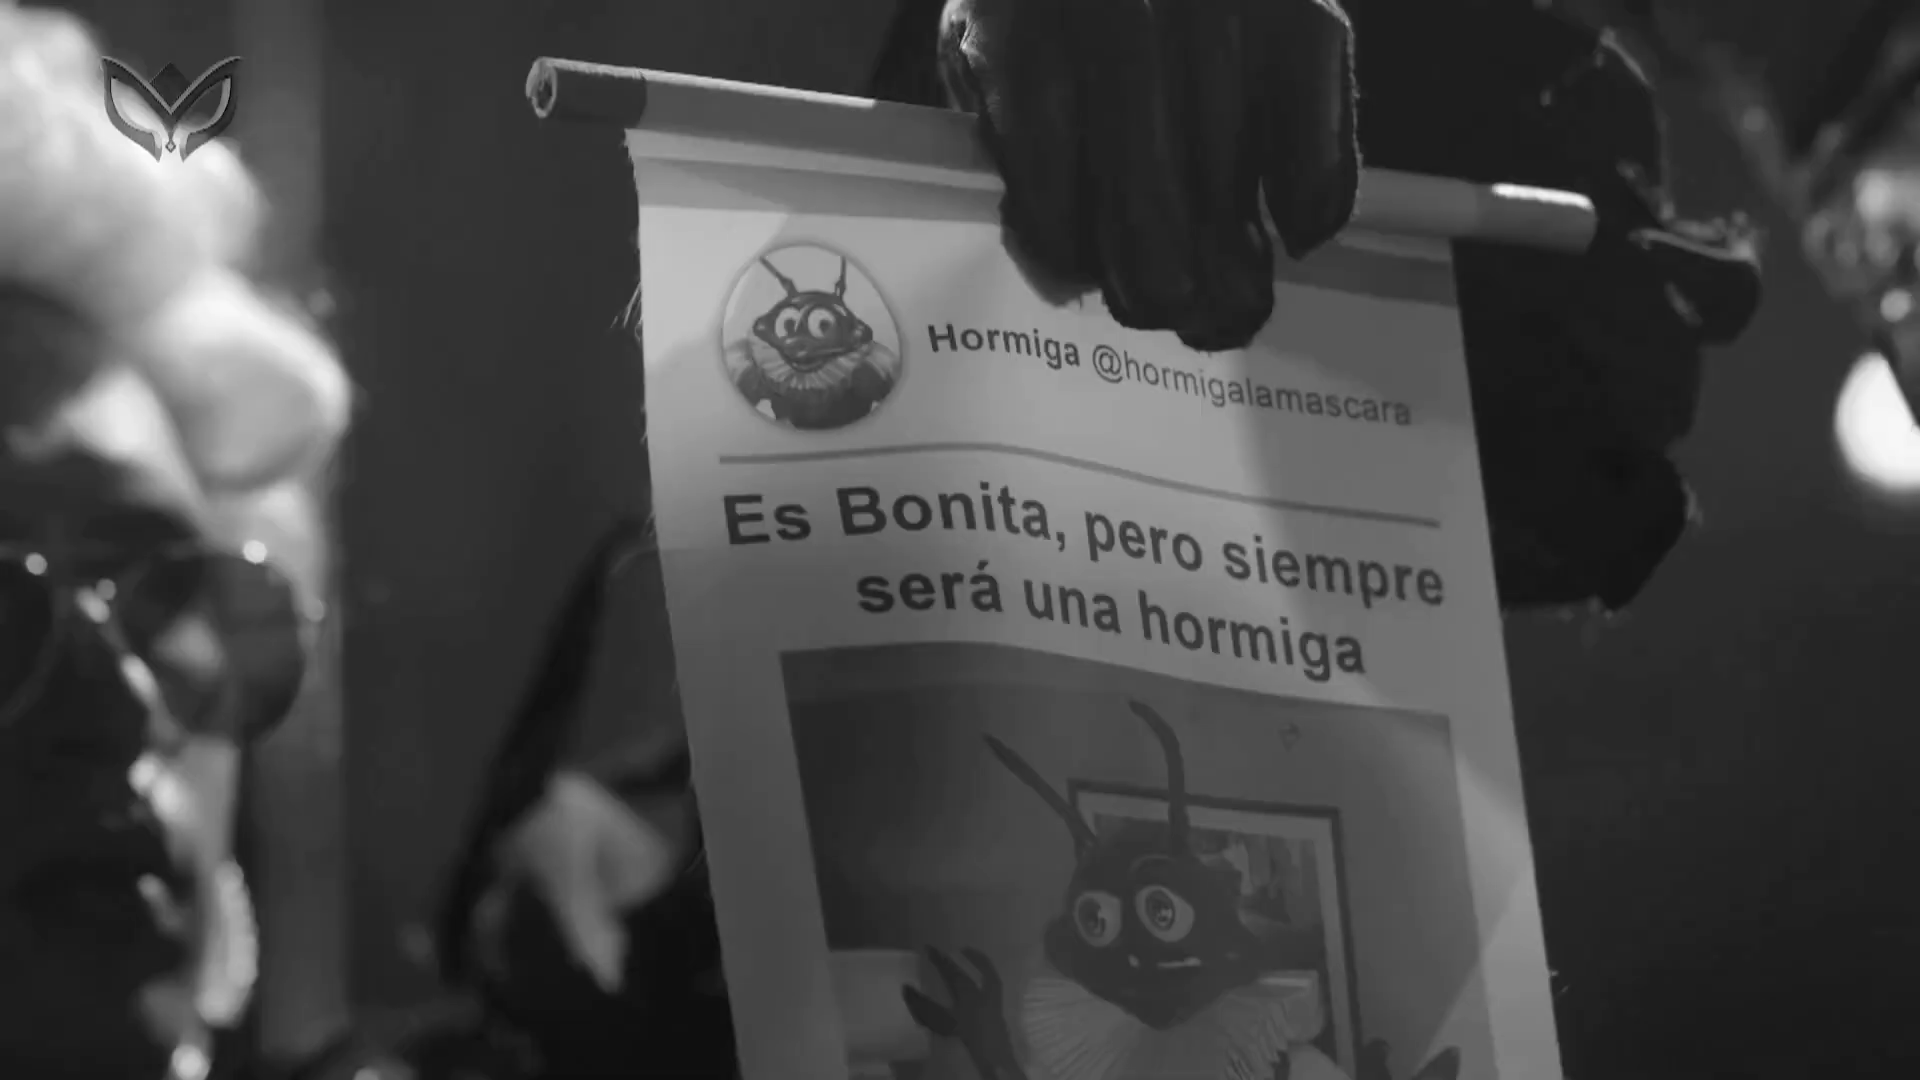 Hormiga @hormigalamascara
Es Bonita, pero siempre
será una hormiga